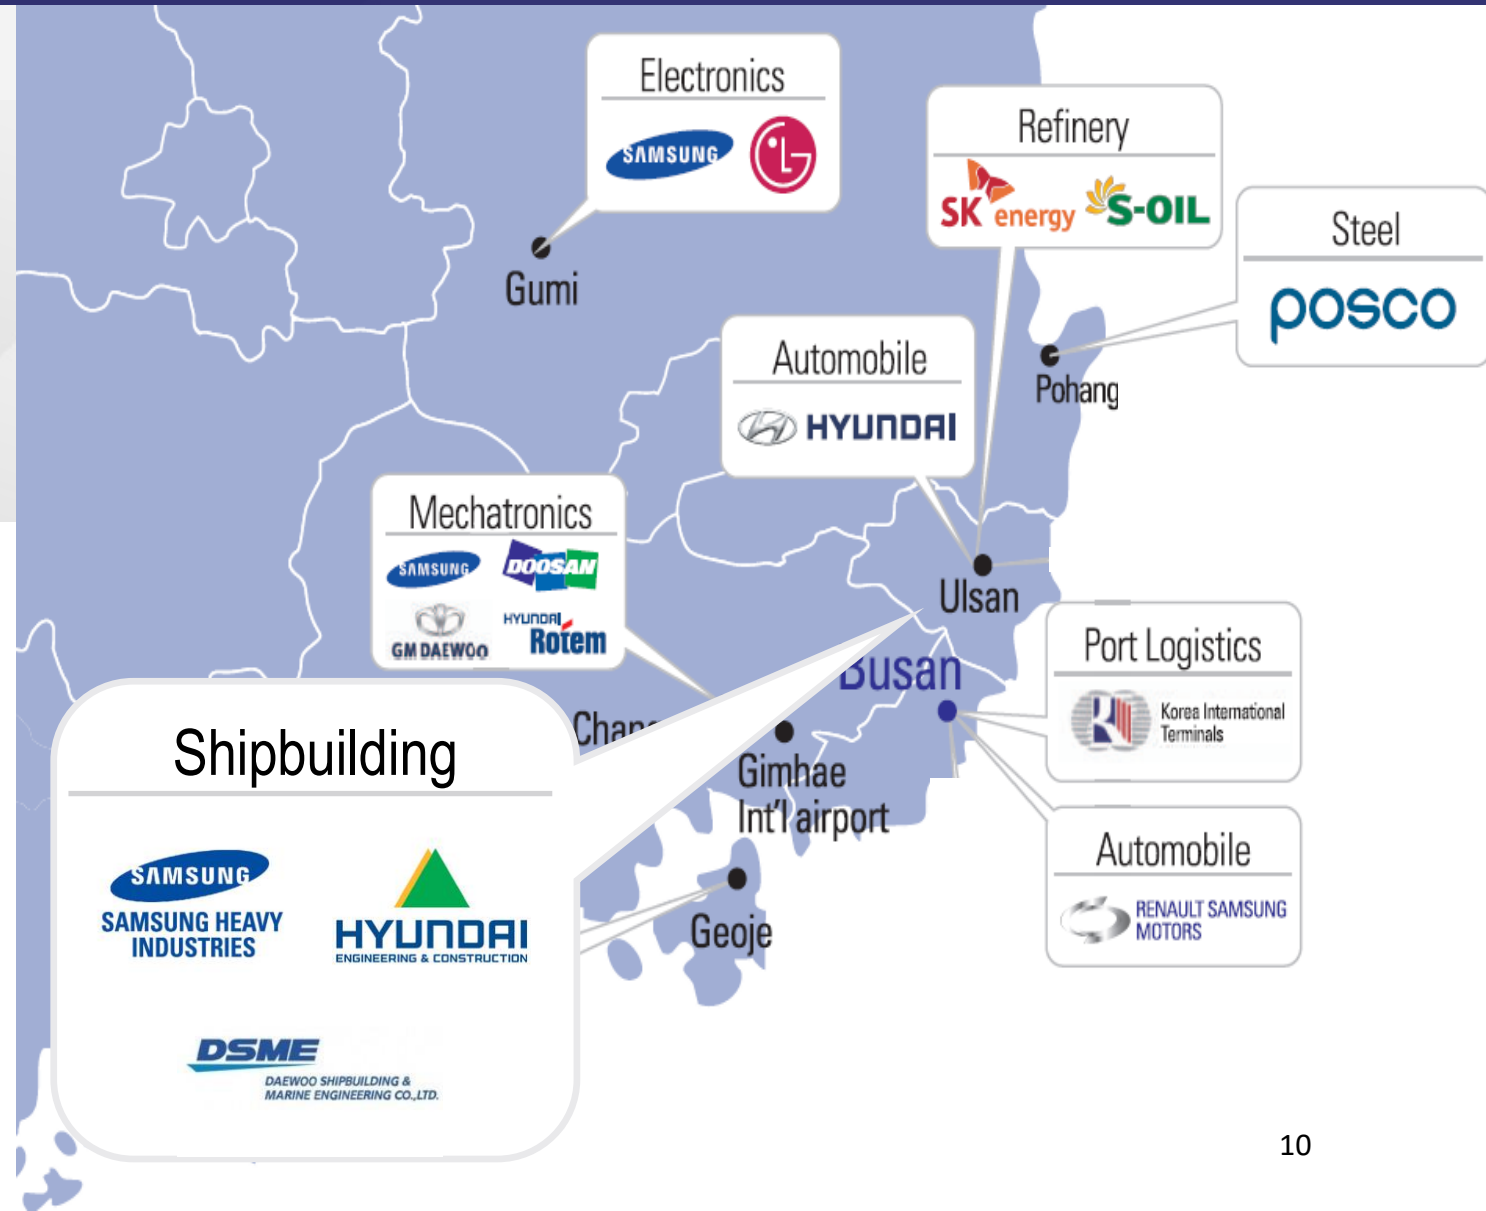 Electronics
SAMSUNG
LG
Refinery
SK energy
S-OIL
Steel
posco
Gumi
Automobile
HYUNDAI
Pohang
Mechatronics
SAMSUNG
DOOSAN
GM DAEWOO
HYUNDAI
Rotem
Ulsan
Busan
Port Logistics
Korea International
Terminals
Chang
Gimhae
Int'l airport
Shipbuilding
SAMSUNG
SAMSUNG HEAVY
INDUSTRIES
HYUNDAI
ENGINEERING & CONSTRUCTION
Automobile
RENAULT SAMSUNG
MOTORS
Geoje
DSME
DAEWOO SHIPBUILDING &
MARINE ENGINEERING CO.,LTD.
10